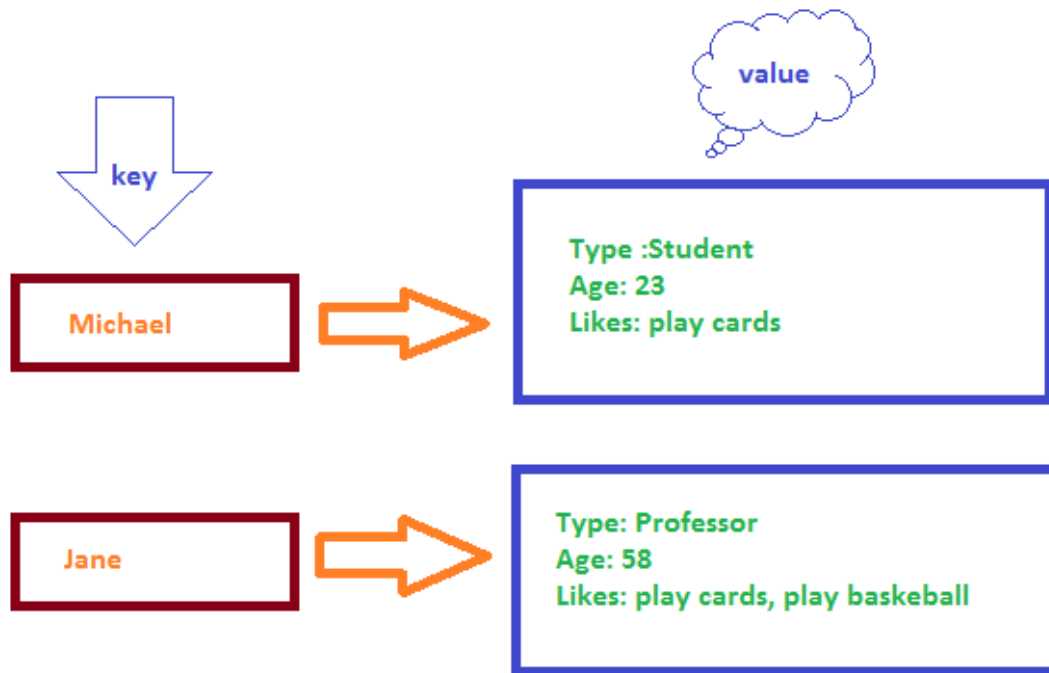 value
key
Michael
Type :Student
Age: 23
Likes: play cards
Jane
Type: Professor
Age: 58
Likes: play cards, play baskeball